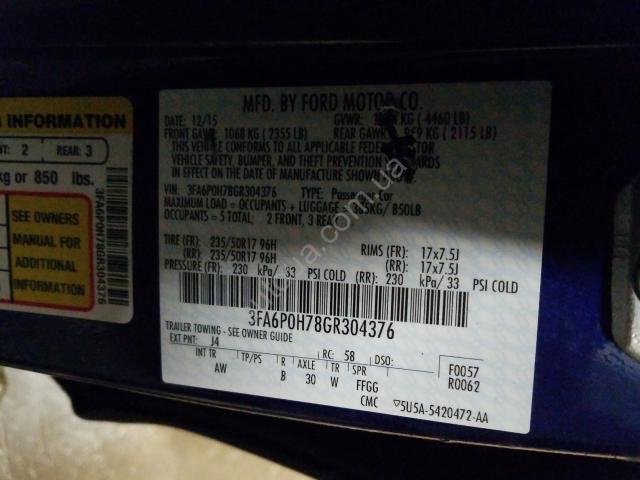 INFORMATION
2 REAR: 3
kg or 850 lbs.
SEE OWNERS
MANUAL FOR
ADDITIONAL
INFORMATION
3FA6P0H78GR304376
MFD. BY FORD MOTOR CO.
DATE: 12/15 GVWR: KG ( 4460 LB)
FRONT GAWR: 1068 KG ( 2355 LB) REAR GAWR: KG ( 2115 LB)
THIS VEHICLE CONFORMS TO ALL APPLICABLE FEDERAL MOTOR
VEHICLE SAFETY, BUMPER, AND THEFT PREVENTION STANDARDS
IN EFFECT ON THE DATE OF MANUFACTURE SHOWN
VIN: 3FA6P0H78GR304376 TYPE: Passenger Car
MAXIMUM LOAD = OCCUPANTS + LUGGAGE = 385KG/ 850LB
OCCUPANTS = 5 TOTAL; 2 FRONT, 3 REAR
TIRE (FR): 235/50R17 96H RIMS (FR): 17x7.5J
(RR): 235/50R17 96H (RR): 17x7.5J
PRESSURE (FR): 230 kPa/ 33 PSI COLD (RR): 230 kPa/ 33 PSI COLD
3FA6P0H78GR304376
TRAILER TOWING - SEE OWNER GUIDE
EXT PNT: J4 RC: 58 DSO: F0057
INT TR TP/PS R AXLE TR SPR R0062
AW B 30 W FFGG
CMC ▽5U5A-5420472-AA